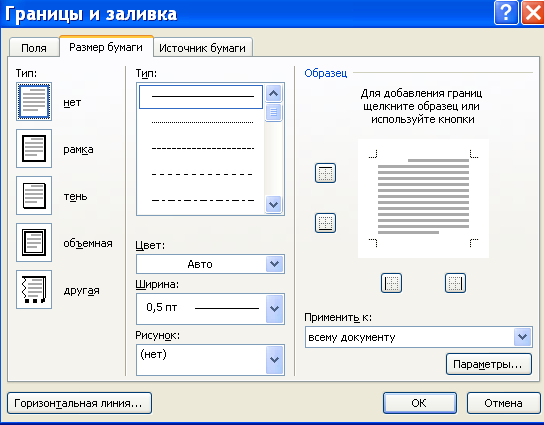 Границы и заливка
Поля
Размер бумаги
Источник бумаги
Тип:
нет
рамка
тень
объемная
другая
Тип:
Цвет:
Авто
Ширина:
0,5 пт
Рисунок:
(нет)
Образец
Для добавления границ
щелкните образец или
используйте кнопки
Применить к:
всему документу
Параметры...
Горизонтальная линия...
ОК
Отмена